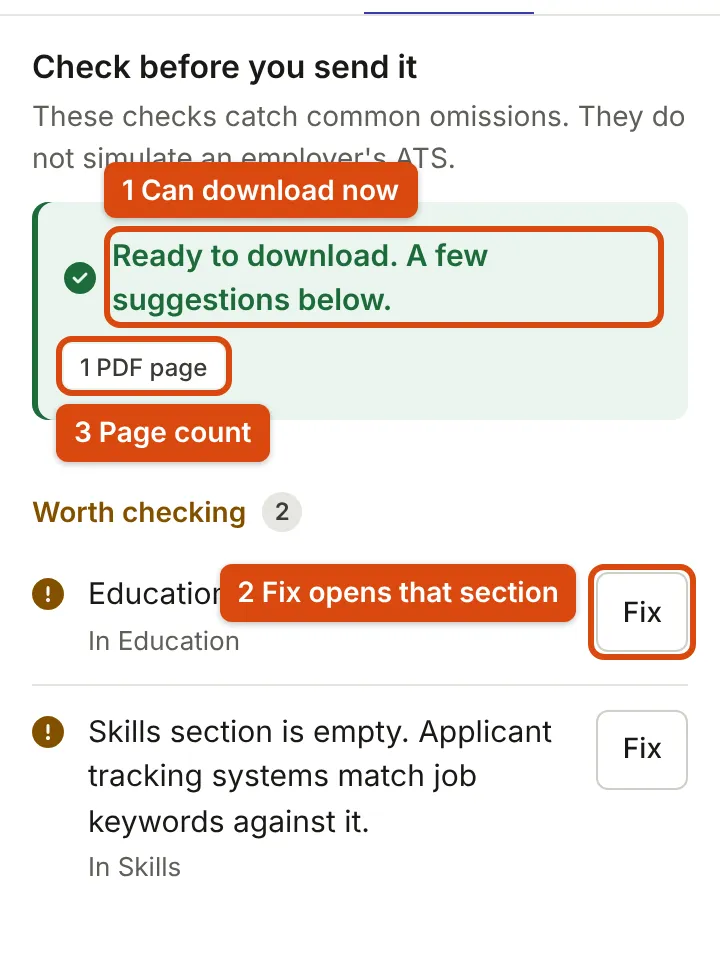 Check before you send it
These checks catch common omissions. They do
not simulate an employer's ATS.
1 Can download now
Ready to download. A few
suggestions below.
1 PDF page
3 Page count
Worth checking 2
Education
2 Fix opens that section
Fix
In Education
Skills section is empty. Applicant
tracking systems match job
keywords against it.
Fix
In Skills